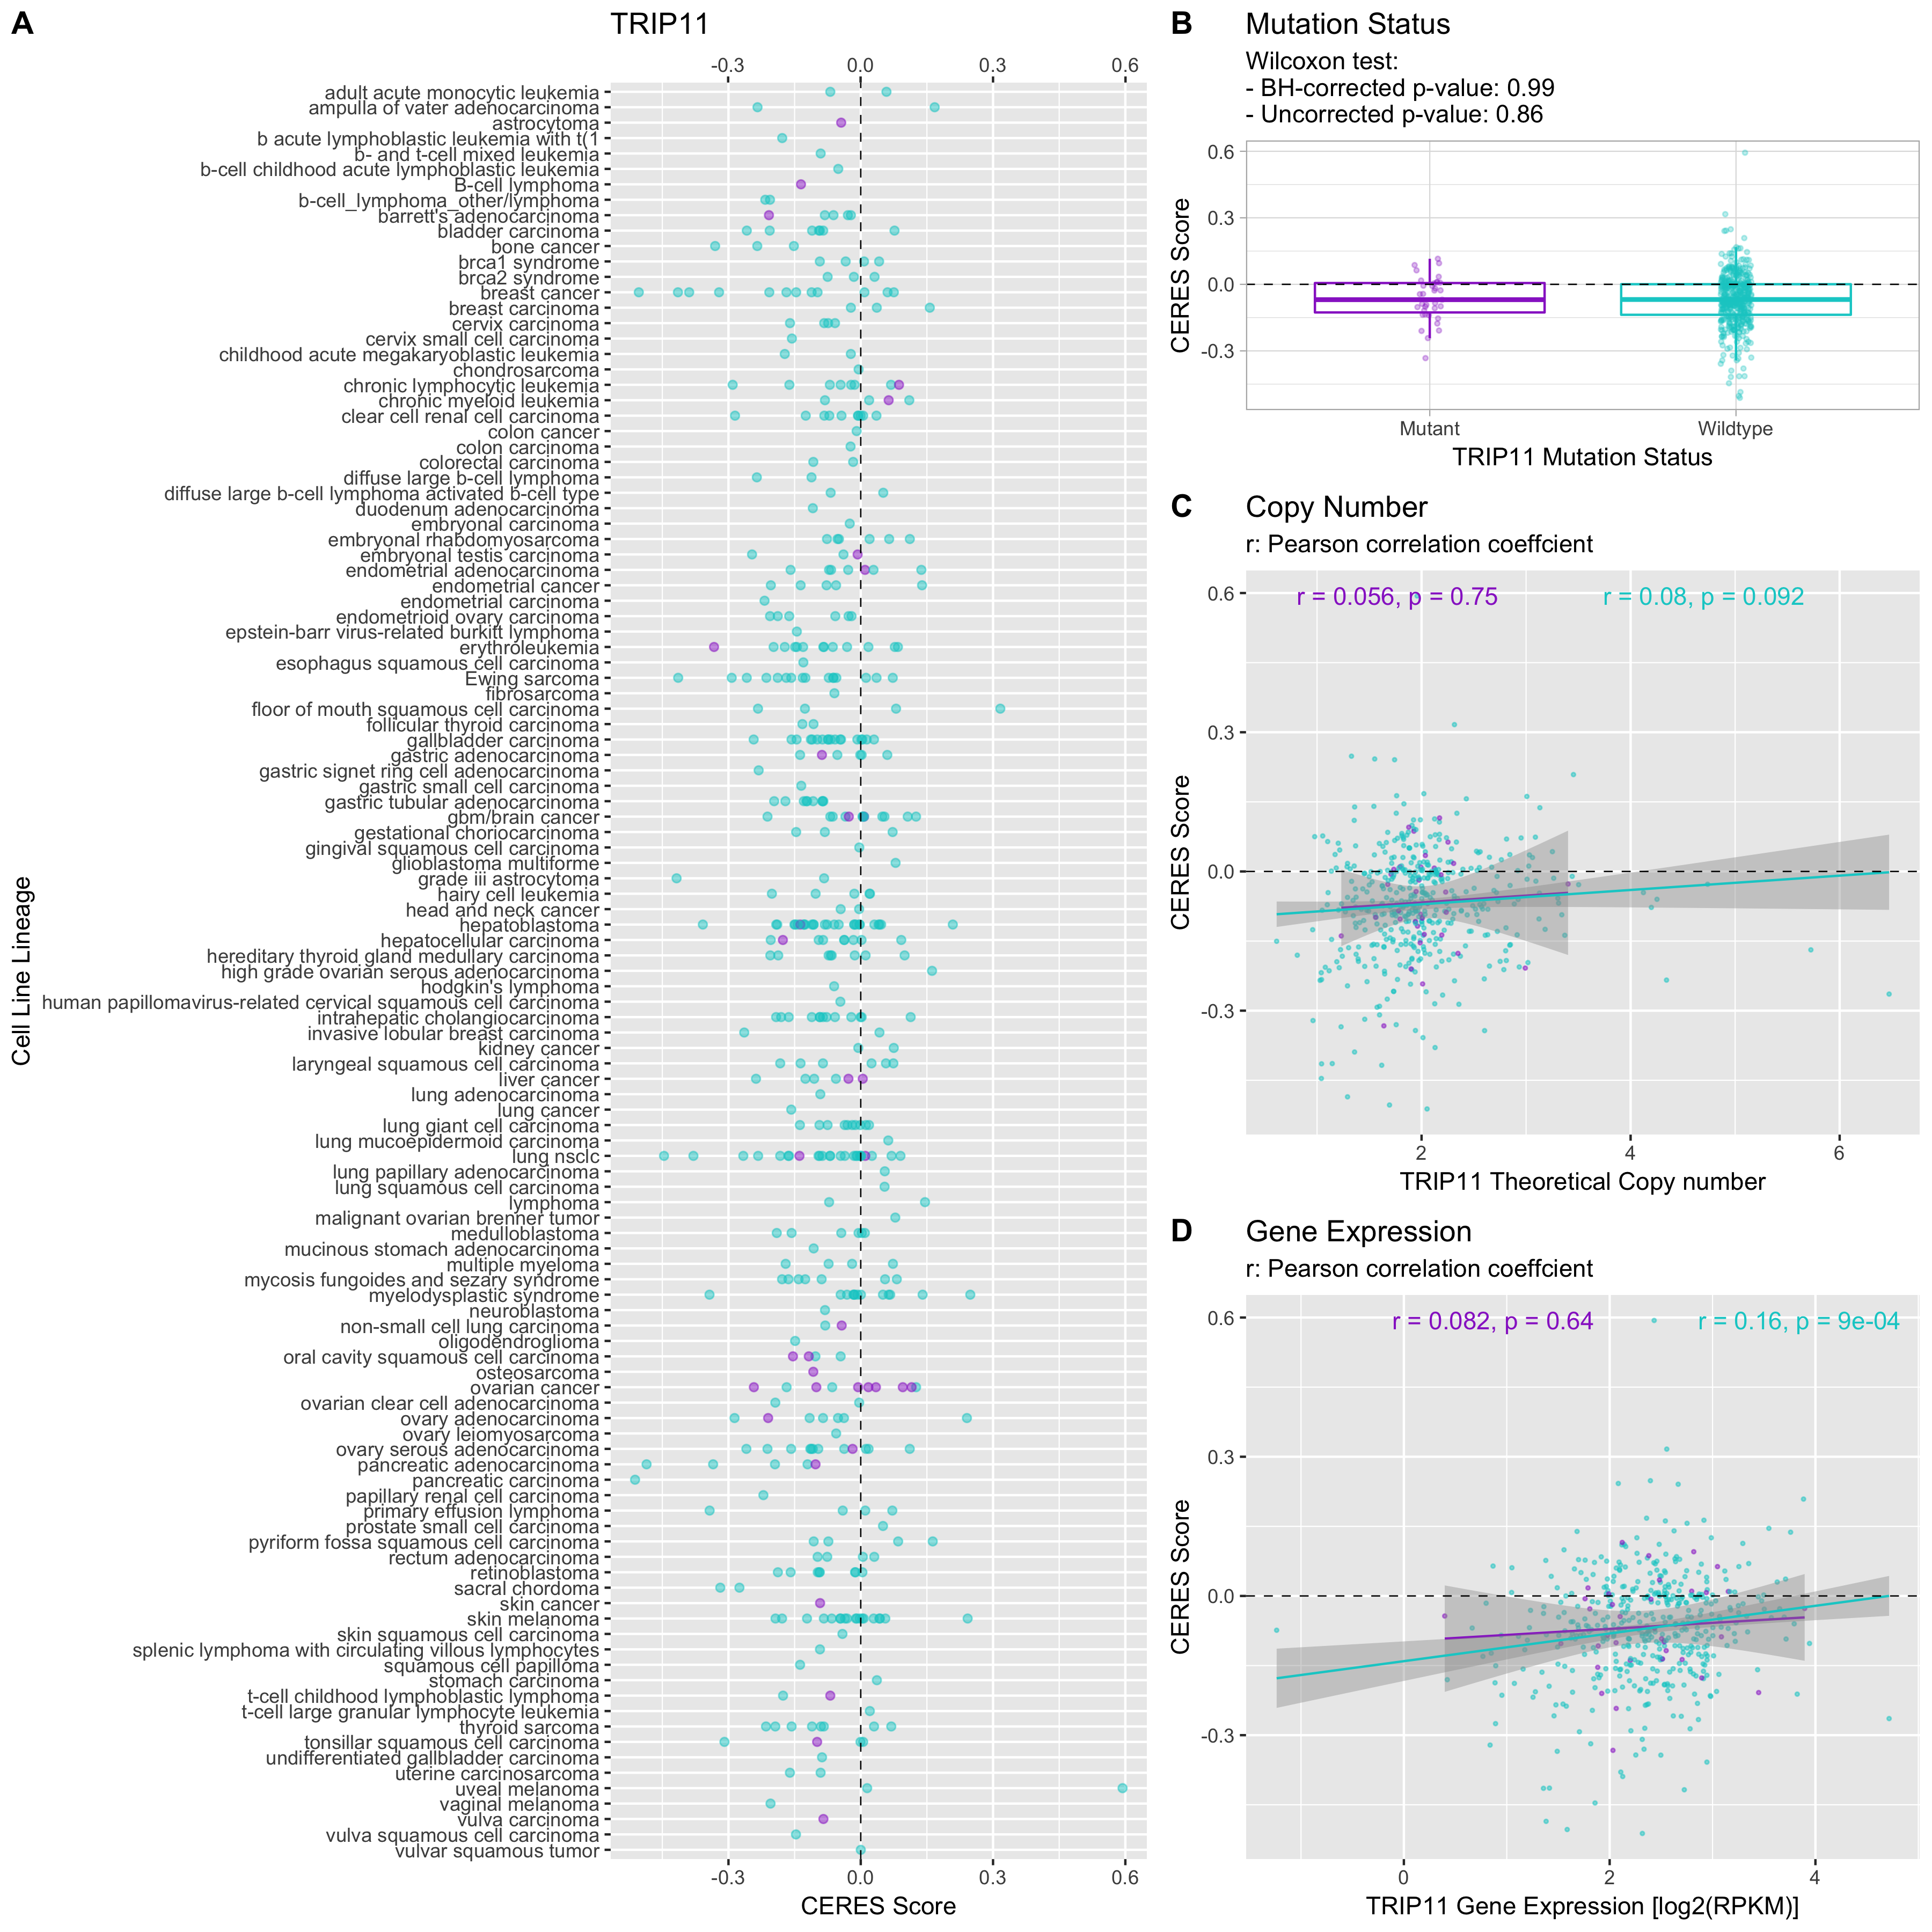 A
TRIP11
-0.3 0.0 0.3 0.6
adult acute monocytic leukemia
ampulla of vater adenocarcinoma
astrocytoma
b acute lymphoblastic leukemia with t(1
b- and t-cell mixed leukemia
b-cell childhood acute lymphoblastic leukemia
B-cell lymphoma
b-cell_lymphoma_other/lymphoma
barrett's adenocarcinoma
bladder carcinoma
bone cancer
brca1 syndrome
brca2 syndrome
breast cancer
breast carcinoma
cervix carcinoma
cervix small cell carcinoma
childhood acute megakaryoblastic leukemia
chondrosarcoma
chronic lymphocytic leukemia
chronic myeloid leukemia
clear cell renal cell carcinoma
colon cancer
colon carcinoma
colorectal carcinoma
diffuse large b-cell lymphoma
diffuse large b-cell lymphoma activated b-cell type
duodenum adenocarcinoma
embryonal carcinoma
embryonal rhabdomyosarcoma
embryonal testis carcinoma
endometrial adenocarcinoma
endometrial cancer
endometrial carcinoma
endometrioid ovary carcinoma
epstein-barr virus-related burkitt lymphoma
erythroleukemia
esophagus squamous cell carcinoma
Ewing sarcoma
fibrosarcoma
floor of mouth squamous cell carcinoma
follicular thyroid carcinoma
gallbladder carcinoma
gastric adenocarcinoma
gastric signet ring cell adenocarcinoma
gastric small cell carcinoma
gastric tubular adenocarcinoma
gbm/brain cancer
gestational choriocarcinoma
gingival squamous cell carcinoma
glioblastoma multiforme
grade iii astrocytoma
hairy cell leukemia
head and neck cancer
hepatoblastoma
hepatocellular carcinoma
hereditary thyroid gland medullary carcinoma
high grade ovarian serous adenocarcinoma
hodgkin's lymphoma
human papillomavirus-related cervical squamous cell carcinoma
intrahepatic cholangiocarcinoma
invasive lobular breast carcinoma
kidney cancer
laryngeal squamous cell carcinoma
liver cancer
lung adenocarcinoma
lung cancer
lung giant cell carcinoma
lung mucoepidermoid carcinoma
lung nsclc
lung papillary adenocarcinoma
lung squamous cell carcinoma
lymphoma
malignant ovarian brenner tumor
medulloblastoma
mucinous stomach adenocarcinoma
multiple myeloma
mycosis fungoides and sezary syndrome
myelodysplastic syndrome
neuroblastoma
non-small cell lung carcinoma
oligodendroglioma
oral cavity squamous cell carcinoma
osteosarcoma
ovarian cancer
ovarian clear cell adenocarcinoma
ovary adenocarcinoma
ovary leiomyosarcoma
ovary serous adenocarcinoma
pancreatic adenocarcinoma
pancreatic carcinoma
papillary renal cell carcinoma
primary effusion lymphoma
prostate small cell carcinoma
pyriform fossa squamous cell carcinoma
rectum adenocarcinoma
retinoblastoma
sacral chordoma
skin cancer
skin melanoma
skin squamous cell carcinoma
splenic lymphoma with circulating villous lymphocytes
squamous cell papilloma
stomach carcinoma
t-cell childhood lymphoblastic lymphoma
t-cell large granular lymphocyte leukemia
thyroid sarcoma
tonsillar squamous cell carcinoma
undifferentiated gallbladder carcinoma
uterine carcinosarcoma
uveal melanoma
vaginal melanoma
vulva carcinoma
vulva squamous cell carcinoma
vulvar squamous tumor
-0.3 0.0 0.3 0.6
CERES Score
Cell Line Lineage
B
Mutation Status
Wilcoxon test:
- BH-corrected p-value: 0.99
- Uncorrected p-value: 0.86
0.6
0.3
0.0
-0.3
CERES Score
Mutant Wildtype
TRIP11 Mutation Status
C
Copy Number
r: Pearson correlation coeffcient
r = 0.056, p = 0.75 r = 0.08, p = 0.092
0.6
0.3
0.0
-0.3
CERES Score
2 4 6
TRIP11 Theoretical Copy number
D
Gene Expression
r: Pearson correlation coeffcient
r = 0.082, p = 0.64 r = 0.16, p = 9e-04
0.6
0.3
0.0
-0.3
CERES Score
0 2 4
TRIP11 Gene Expression [log2(RPKM)]